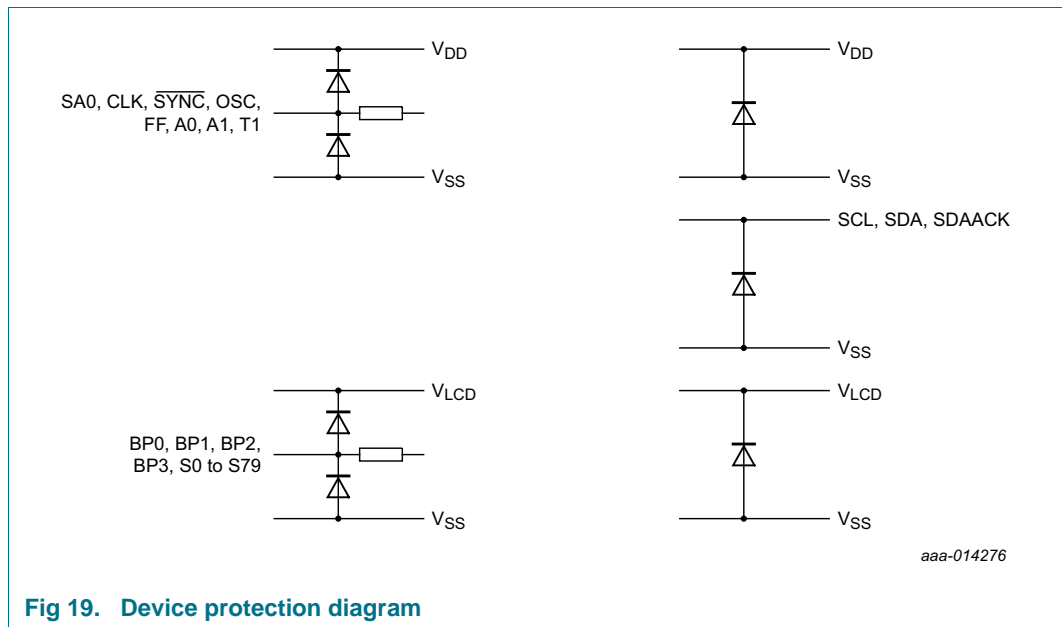 VDD
SA0, CLK, SYNC, OSC,
FF, A0, A1, T1
VSS
VDD
VSS
SCL, SDA, SDAACK
VSS
VLCD
BP0, BP1, BP2,
BP3, S0 to S79
VSS
VLCD
VSS
aaa-014276
Fig 19. Device protection diagram